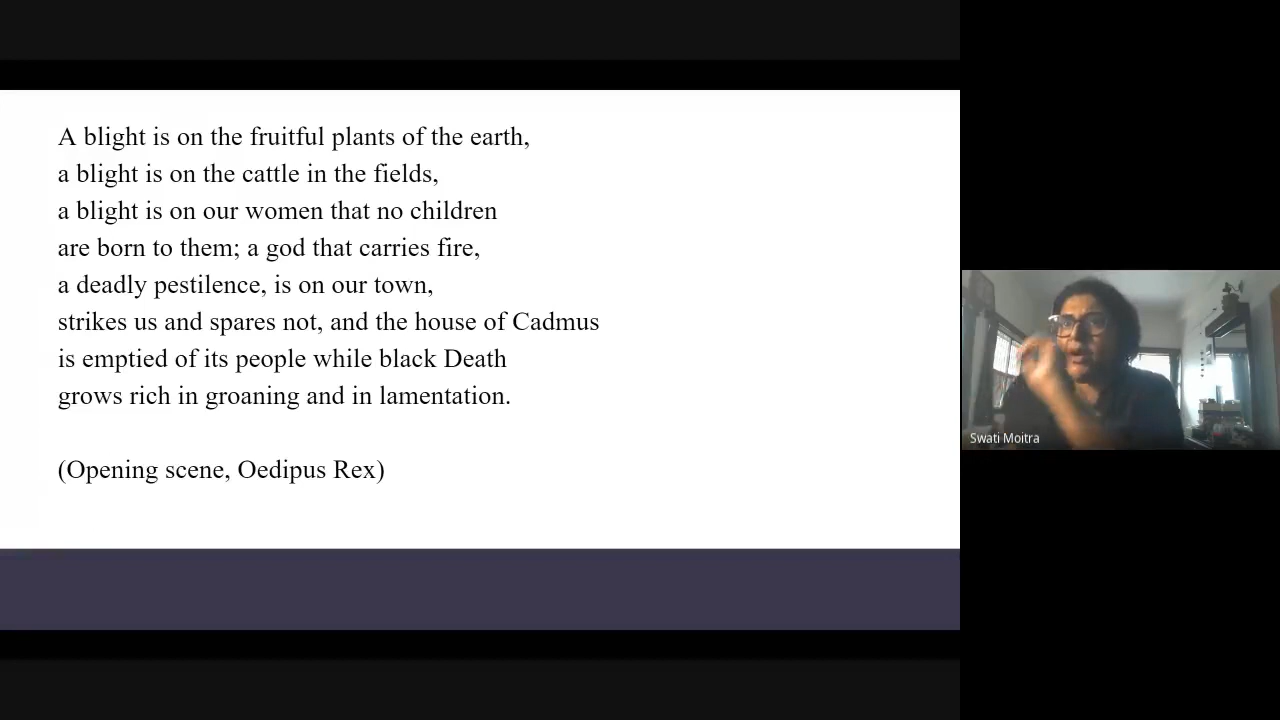 A blight is on the fruitful plants of the earth,
a blight is on the cattle in the fields,
a blight is on our women that no children
are born to them; a god that carries fire,
a deadly pestilence, is on our town,
strikes us and spares not, and the house of Cadmus
is emptied of its people while black Death
grows rich in groaning and in lamentation.
(Opening scene, Oedipus Rex)
Swati Moitra